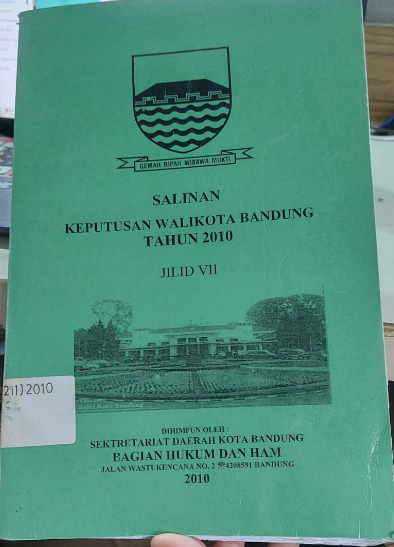 GEMAH RIPAH WIBAWA MUKTI
SALINAN
KEPUTUSAN WALIKOTA BANDUNG
TAHUN 2010
JILID VII
2(1)2010
DIHIMPUN OLEH :
SEKTRETARIAT DAERAH KOTA BANDUNG
BAGIAN HUKUM DAN HAM
JALAN WASTUKENCANA NO. 2 ☎4208591 BANDUNG
2010